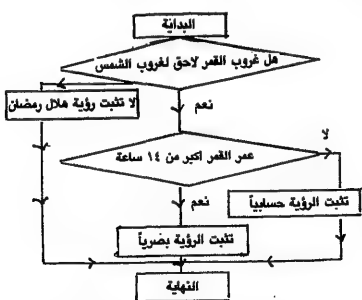 البداية
هل غروب القمر لاحق لغروب الشمس
لا تثبت رؤية هلال رمضان
نعم
لا
عمر القمر اكبر من ١٤ ساعة
نعم
تثبت الرؤية حسابياً
تثبت الرؤية بصرياً
النهاية